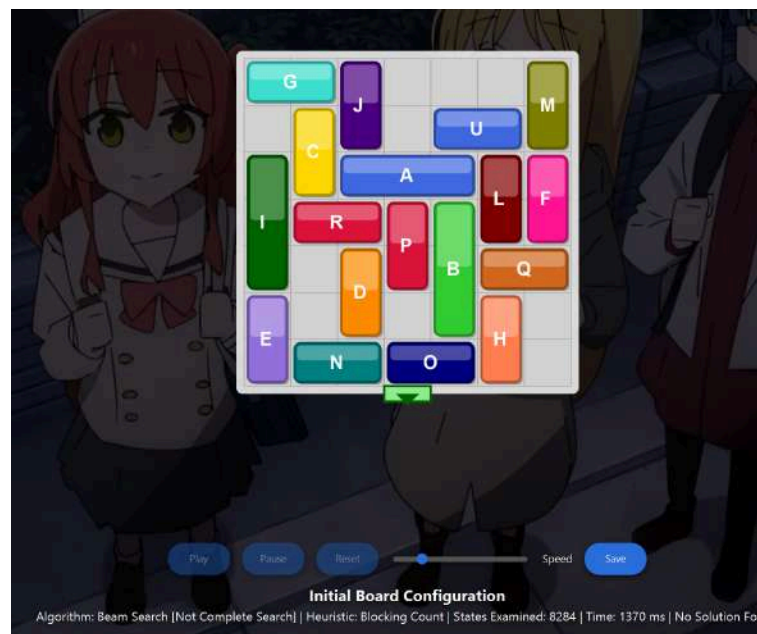 G
J
M
C
U
A
I
R
L
F
P
B
Q
D
E
H
N
O
Play Pause Reset Speed Save
Initial Board Configuration
Algorithm: Beam Search [Not Complete Search] | Heuristic: Blocking Count | States Examined: 8284 | Time: 1370 ms | No Solution Fo